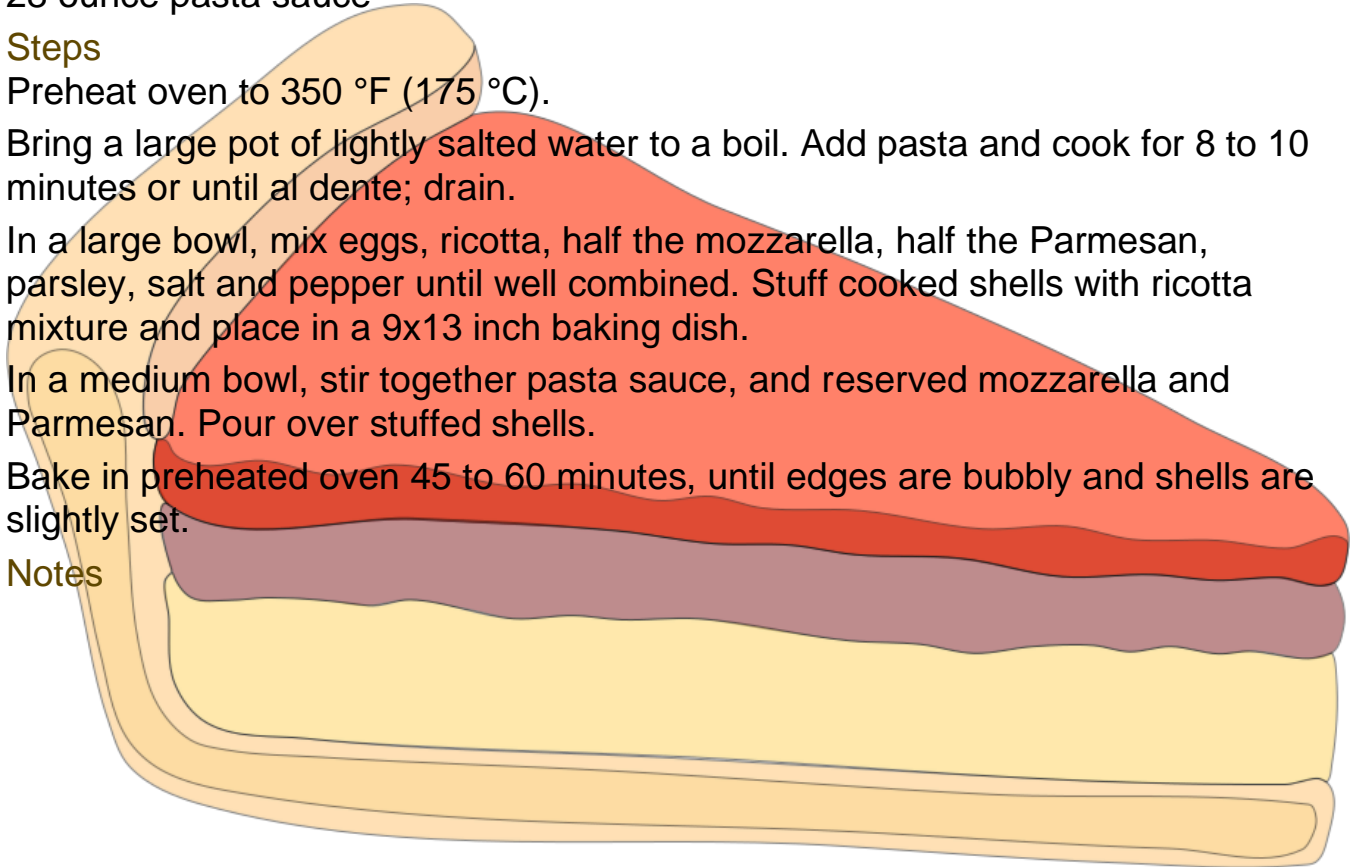 28 ounce pasta sauce
Steps
Preheat oven to 350 °F (175 °C).
Bring a large pot of lightly salted water to a boil. Add pasta and cook for 8 to 10
minutes or until al dente; drain.
In a large bowl, mix eggs, ricotta, half the mozzarella, half the Parmesan,
parsley, salt and pepper until well combined. Stuff cooked shells with ricotta
mixture and place in a 9x13 inch baking dish.
In a medium bowl, stir together pasta sauce, and reserved mozzarella and
Parmesan. Pour over stuffed shells.
Bake in preheated oven 45 to 60 minutes, until edges are bubbly and shells are
slightly set.
Notes